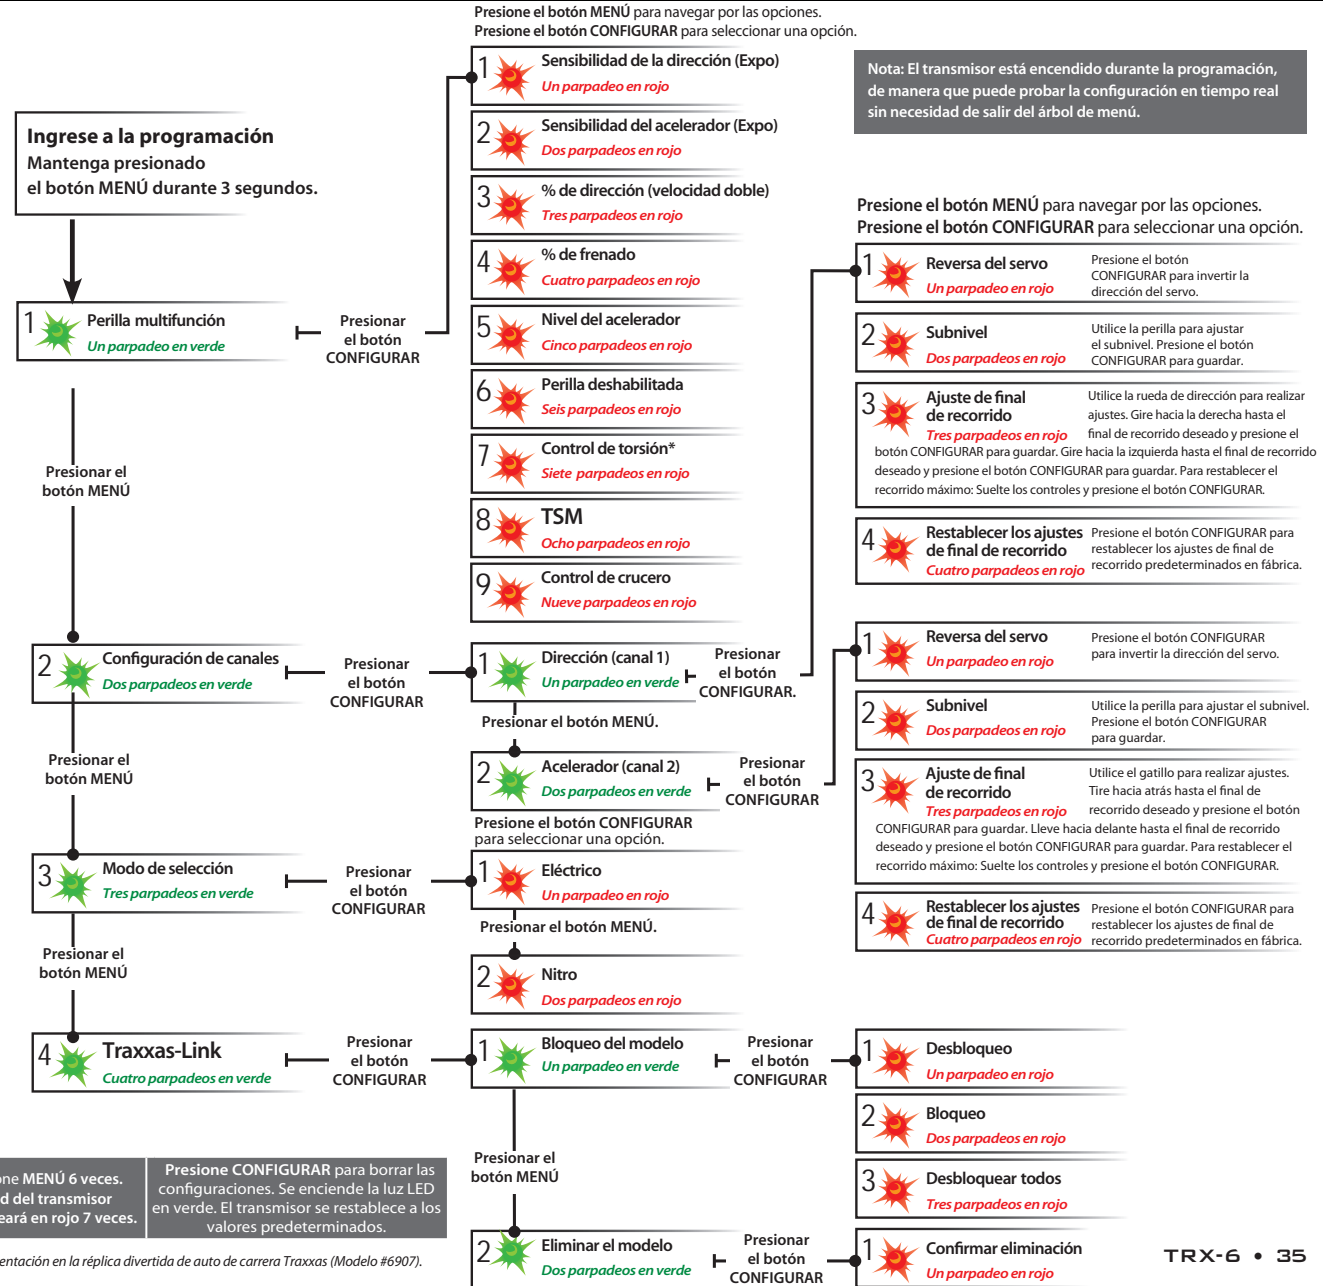 Presione el botón MENÚ para navegar por las opciones.
Presione el botón CONFIGURAR para seleccionar una opción.
Nota: El transmisor está encendido durante la programación,
de manera que puede probar la configuración en tiempo real
sin necesidad de salir del árbol de menú.
Ingrese a la programación
Mantenga presionado
el botón MENÚ durante 3 segundos.
1
Perilla multifunción
Un parpadeo en verde
Presionar
el botón
CONFIGURAR
1
Sensibilidad de la dirección (Expo)
Un parpadeo en rojo
2
Sensibilidad del acelerador (Expo)
Dos parpadeos en rojo
3
% de dirección (velocidad doble)
Tres parpadeos en rojo
4
% de frenado
Cuatro parpadeos en rojo
5
Nivel del acelerador
Cinco parpadeos en rojo
6
Perilla deshabilitada
Seis parpadeos en rojo
7
Control de torsión*
Siete parpadeos en rojo
8
TSM
Ocho parpadeos en rojo
9
Control de crucero
Nueve parpadeos en rojo
Presionar el
botón MENÚ
2
Configuración de canales
Dos parpadeos en verde
Presionar
el botón
CONFIGURAR
1
Dirección (canal 1)
Un parpadeo en verde
Presionar
el botón
CONFIGURAR.
Presione el botón MENÚ para navegar por las opciones.
Presione el botón CONFIGURAR para seleccionar una opción.
1
Reversa del servo
Un parpadeo en rojo
Presione el botón
CONFIGURAR para invertir la
dirección del servo.
2
Subnivel
Dos parpadeos en rojo
Utilice la perilla para ajustar
el subnivel. Presione el botón
CONFIGURAR para guardar.
3
Ajuste de final
de recorrido
Tres parpadeos en rojo
Utilice la rueda de dirección para realizar
ajustes. Gire hacia la derecha hasta el
final de recorrido deseado y presione el
botón CONFIGURAR para guardar. Gire hacia la izquierda hasta el final de recorrido
deseado y presione el botón CONFIGURAR para guardar. Para restablecer el
recorrido máximo: Suelte los controles y presione el botón CONFIGURAR.
4
Restablecer los ajustes
de final de recorrido
Cuatro parpadeos en rojo
Presione el botón CONFIGURAR para
restablecer los ajustes de final de
recorrido predeterminados en fábrica.
Presionar el botón MENÚ.
2
Acelerador (canal 2)
Dos parpadeos en verde
Presionar
el botón
CONFIGURAR
1
Reversa del servo
Un parpadeo en rojo
Presione el botón CONFIGURAR
para invertir la dirección del servo.
2
Subnivel
Dos parpadeos en rojo
Utilice la perilla para ajustar el subnivel.
Presione el botón CONFIGURAR
para guardar.
3
Ajuste de final
de recorrido
Tres parpadeos en rojo
Utilice el gatillo para realizar ajustes.
Tire hacia atrás hasta el final de
recorrido deseado y presione el botón
CONFIGURAR para guardar. Lleve hacia delante hasta el final de recorrido
deseado y presione el botón CONFIGURAR para guardar. Para restablecer el
recorrido máximo: Suelte los controles y presione el botón CONFIGURAR.
4
Restablecer los ajustes
de final de recorrido
Cuatro parpadeos en rojo
Presione el botón CONFIGURAR para
restablecer los ajustes de final de
recorrido predeterminados en fábrica.
Presionar el
botón MENÚ
3
Modo de selección
Tres parpadeos en verde
Presionar
el botón
CONFIGURAR
Presione el botón CONFIGURAR
para seleccionar una opción.
1
Eléctrico
Un parpadeo en rojo
Presionar el botón MENÚ.
2
Nitro
Dos parpadeos en rojo
Presionar el
botón MENÚ
4
Traxxas-Link
Cuatro parpadeos en verde
Presionar
el botón
CONFIGURAR
1
Bloqueo del modelo
Un parpadeo en verde
Presionar
el botón
CONFIGURAR
1
Desbloqueo
Un parpadeo en rojo
2
Bloqueo
Dos parpadeos en rojo
3
Desbloquear todos
Tres parpadeos en rojo
Presionar el
botón MENÚ
2
Eliminar el modelo
Dos parpadeos en verde
Presionar
el botón
CONFIGURAR
1
Confirmar eliminación
Un parpadeo en rojo
one MENÚ 6 veces.
d del transmisor
eará en rojo 7 veces.
Presione CONFIGURAR para borrar las
configuraciones. Se enciende la luz LED
en verde. El transmisor se restablece a los
valores predeterminados.
entación en la réplica divertida de auto de carrera Traxxas (Modelo #6907).
TRX-6 • 35